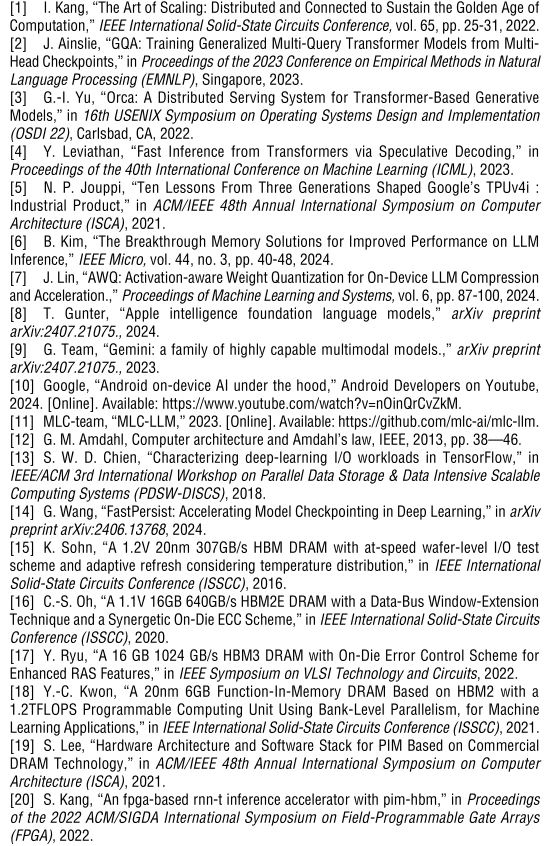 [1] I. Kang, “The Art of Scaling: Distributed and Connected to Sustain the Golden Age of
Computation,” IEEE International Solid-State Circuits Conference, vol. 65, pp. 25-31, 2022.
[2] J. Ainslie, “GQA: Training Generalized Multi-Query Transformer Models from Multi-
Head Checkpoints,” in Proceedings of the 2023 Conference on Empirical Methods in Natural
Language Processing (EMNLP), Singapore, 2023.
[3] G.-I. Yu, “Orca: A Distributed Serving System for Transformer-Based Generative
Models,” in 16th USENIX Symposium on Operating Systems Design and Implementation
(OSDI 22), Carlsbad, CA, 2022.
[4] Y. Leviathan, “Fast Inference from Transformers via Speculative Decoding,” in
Proceedings of the 40th International Conference on Machine Learning (ICML), 2023.
[5] N. P. Jouppi, “Ten Lessons From Three Generations Shaped Google’s TPUv4i :
Industrial Product,” in ACM/IEEE 48th Annual International Symposium on Computer
Architecture (ISCA), 2021.
[6] B. Kim, “The Breakthrough Memory Solutions for Improved Performance on LLM
Inference,” IEEE Micro, vol. 44, no. 3, pp. 40-48, 2024.
[7] J. Lin, “AWQ: Activation-aware Weight Quantization for On-Device LLM Compression
and Acceleration.,” Proceedings of Machine Learning and Systems, vol. 6, pp. 87-100, 2024.
[8] T. Gunter, “Apple intelligence foundation language models,” arXiv preprint
arXiv:2407.21075., 2024.
[9] G. Team, “Gemini: a family of highly capable multimodal models.,” arXiv preprint
arXiv:2407.21075., 2023.
[10] Google, “Android on-device AI under the hood,” Android Developers on Youtube,
2024. [Online]. Available: https://www.youtube.com/watch?v=nOinQrCvZkM.
[11] MLC-team, “MLC-LLM,” 2023. [Online]. Available: https://github.com/mlc-ai/mlc-llm.
[12] G. M. Amdahl, Computer architecture and Amdahl’s law, IEEE, 2013, pp. 38—46.
[13] S. W. D. Chien, “Characterizing deep-learning I/O workloads in TensorFlow,” in
IEEE/ACM 3rd International Workshop on Parallel Data Storage & Data Intensive Scalable
Computing Systems (PDSW-DISCS), 2018.
[14] G. Wang, “FastPersist: Accelerating Model Checkpointing in Deep Learning,” in arXiv
preprint arXiv:2406.13768, 2024.
[15] K. Sohn, “A 1.2V 20nm 307GB/s HBM DRAM with at-speed wafer-level I/O test
scheme and adaptive refresh considering temperature distribution,” in IEEE International
Solid-State Circuits Conference (ISSCC), 2016.
[16] C.-S. Oh, “A 1.1V 16GB 640GB/s HBM2E DRAM with a Data-Bus Window-Extension
Technique and a Synergetic On-Die ECC Scheme,” in IEEE International Solid-State Circuits
Conference (ISSCC), 2020.
[17] Y. Ryu, “A 16 GB 1024 GB/s HBM3 DRAM with On-Die Error Control Scheme for
Enhanced RAS Features,” in IEEE Symposium on VLSI Technology and Circuits, 2022.
[18] Y.-C. Kwon, “A 20nm 6GB Function-In-Memory DRAM Based on HBM2 with a
1.2TFLOPS Programmable Computing Unit Using Bank-Level Parallelism, for Machine
Learning Applications,” in IEEE International Solid-State Circuits Conference (ISSCC), 2021.
[19] S. Lee, “Hardware Architecture and Software Stack for PIM Based on Commercial
DRAM Technology,” in ACM/IEEE 48th Annual International Symposium on Computer
Architecture (ISCA), 2021.
[20] S. Kang, “An fpga-based rnn-t inference accelerator with pim-hbm,” in Proceedings
of the 2022 ACM/SIGDA International Symposium on Field-Programmable Gate Arrays
(FPGA), 2022.